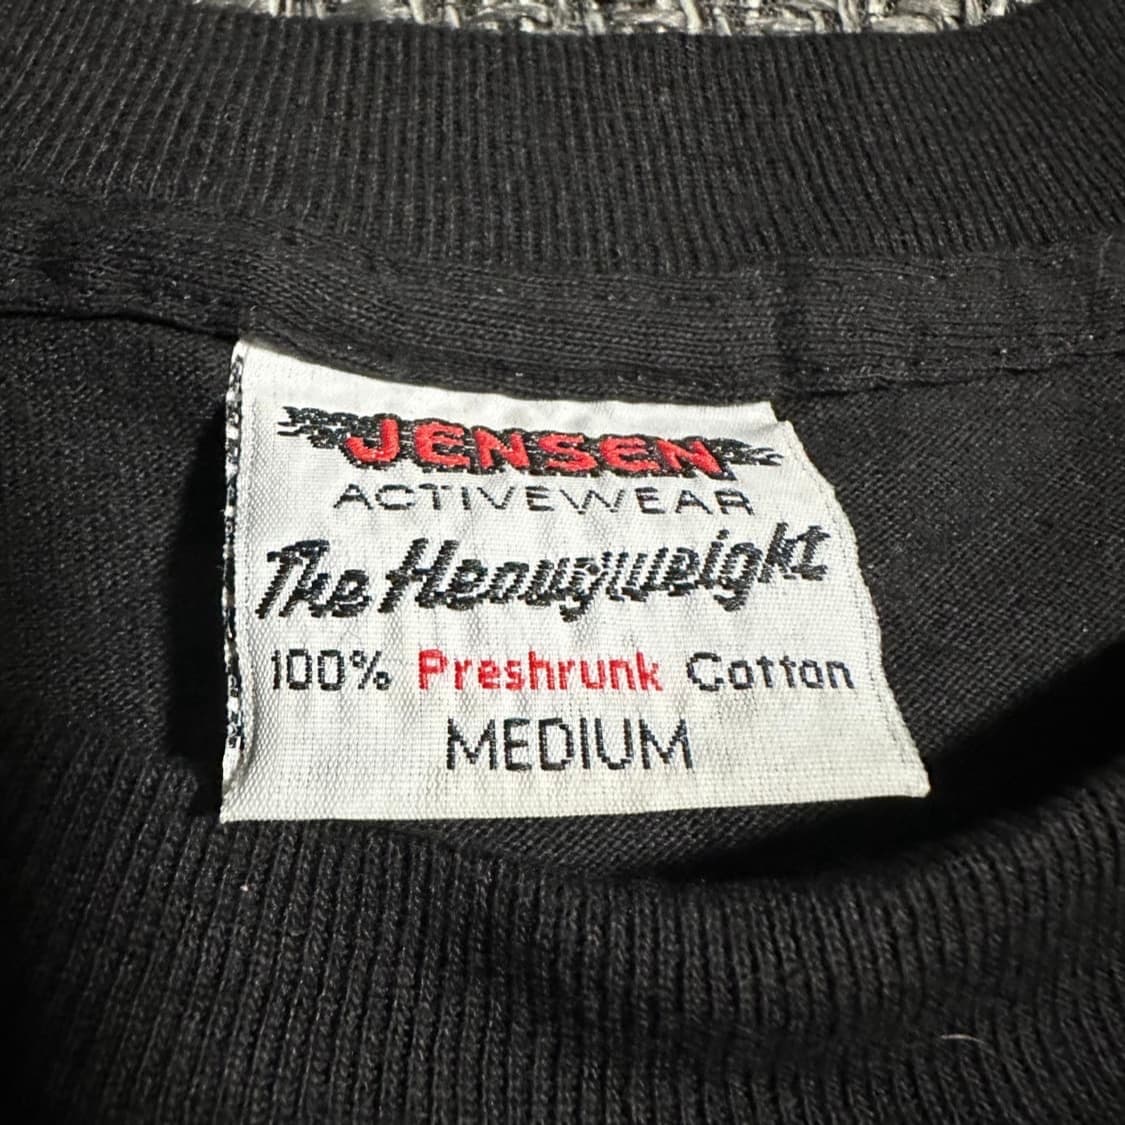 JENSEN
ACTIVEWEAR
The Heavyweight
100% Preshrunk Cotton
MEDIUM